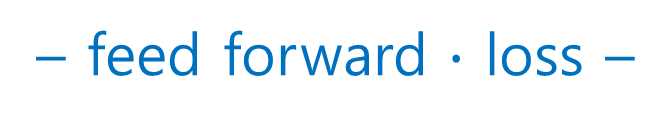 – feed forward · loss –